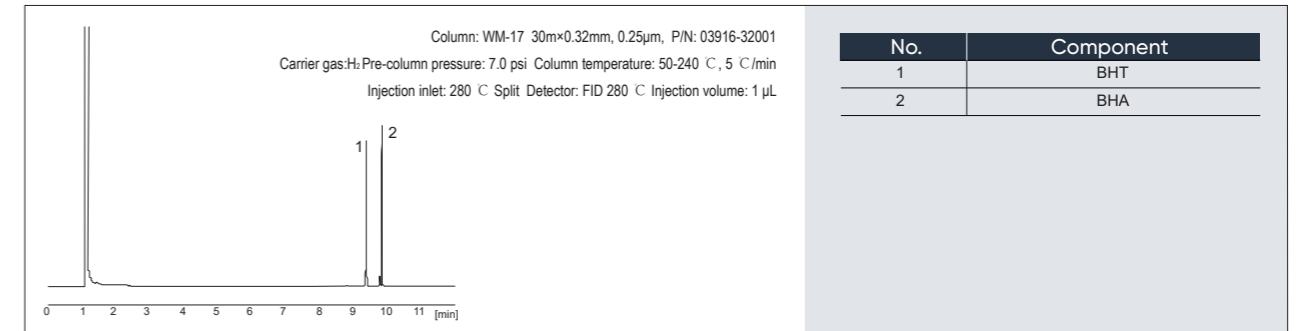 Column: WM-17 30m×0.32mm, 0.25μm, P/N: 03916-32001
Carrier gas:H₂ Pre-column pressure: 7.0 psi Column temperature: 50-240 ℃, 5 ℃/min
Injection inlet: 280 ℃ Split Detector: FID 280 ℃ Injection volume: 1 μL
1
2
0 1 2 3 4 5 6 7 8 9 10 11 [min]
No. Component
1 BHT
2 BHA